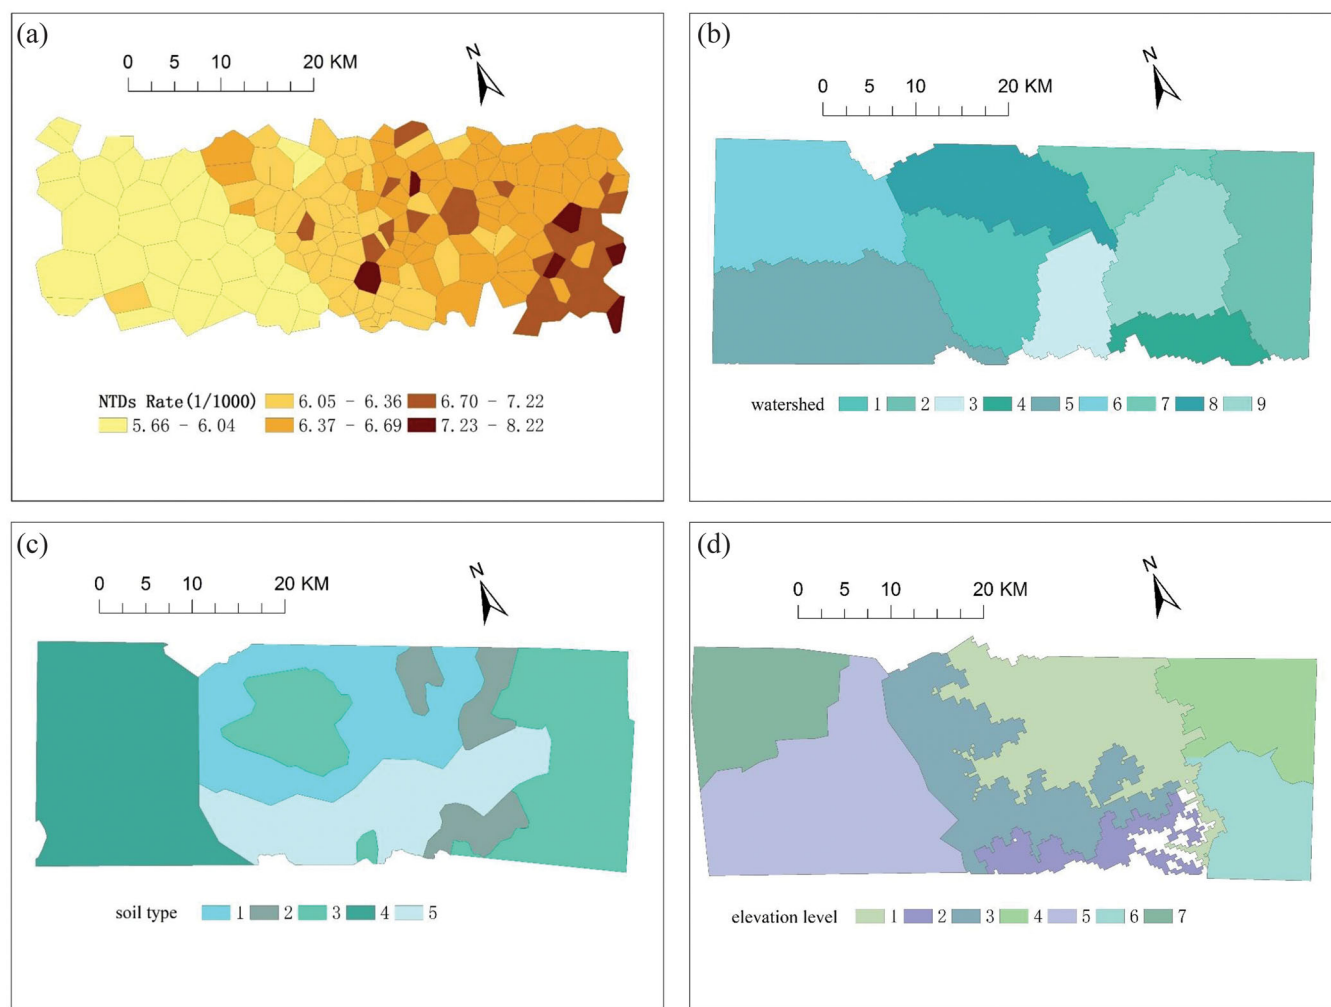 (a)
N
0 5 10 20 KM
NTDs Rate(1/1000) 6.05 - 6.36 6.70 - 7.22
5.66 - 6.04 6.37 - 6.69 7.23 - 8.22
(b)
N
0 5 10 20 KM
watershed 1 2 3 4 5 6 7 8 9
(c)
N
0 5 10 20 KM
soil type 1 2 3 4 5
(d)
N
0 5 10 20 KM
elevation level 1 2 3 4 5 6 7